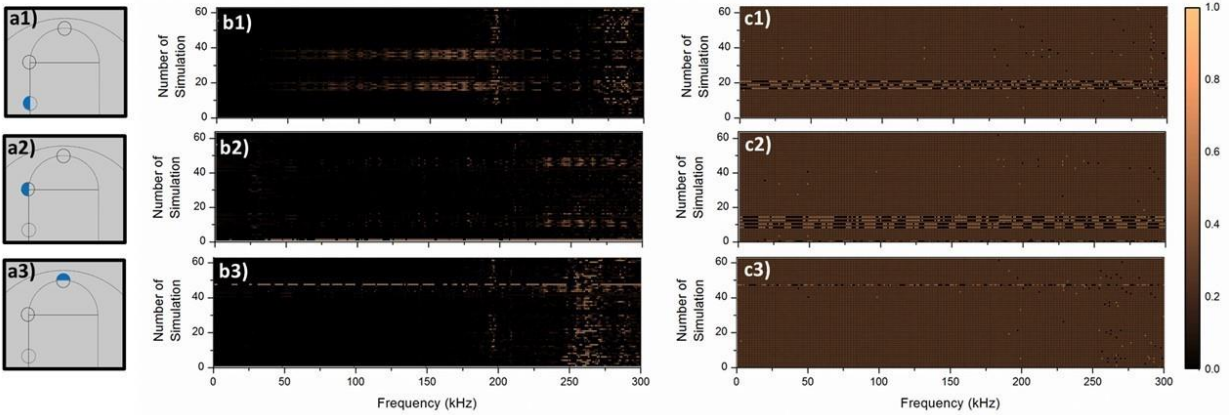 a1)
b1)
c1)
Number of
Simulation
60
40
20
0
Number of
Simulation
60
40
20
0
1.0
0.8
0.6
0.4
0.2
0.0
a2)
b2)
c2)
Number of
Simulation
60
40
20
0
Number of
Simulation
60
40
20
0
a3)
b3)
c3)
Number of
Simulation
60
40
20
0
Number of
Simulation
60
40
20
0
0 50 100 150 200 250 300
0 50 100 150 200 250 300
Frequency (kHz)
Frequency (kHz)